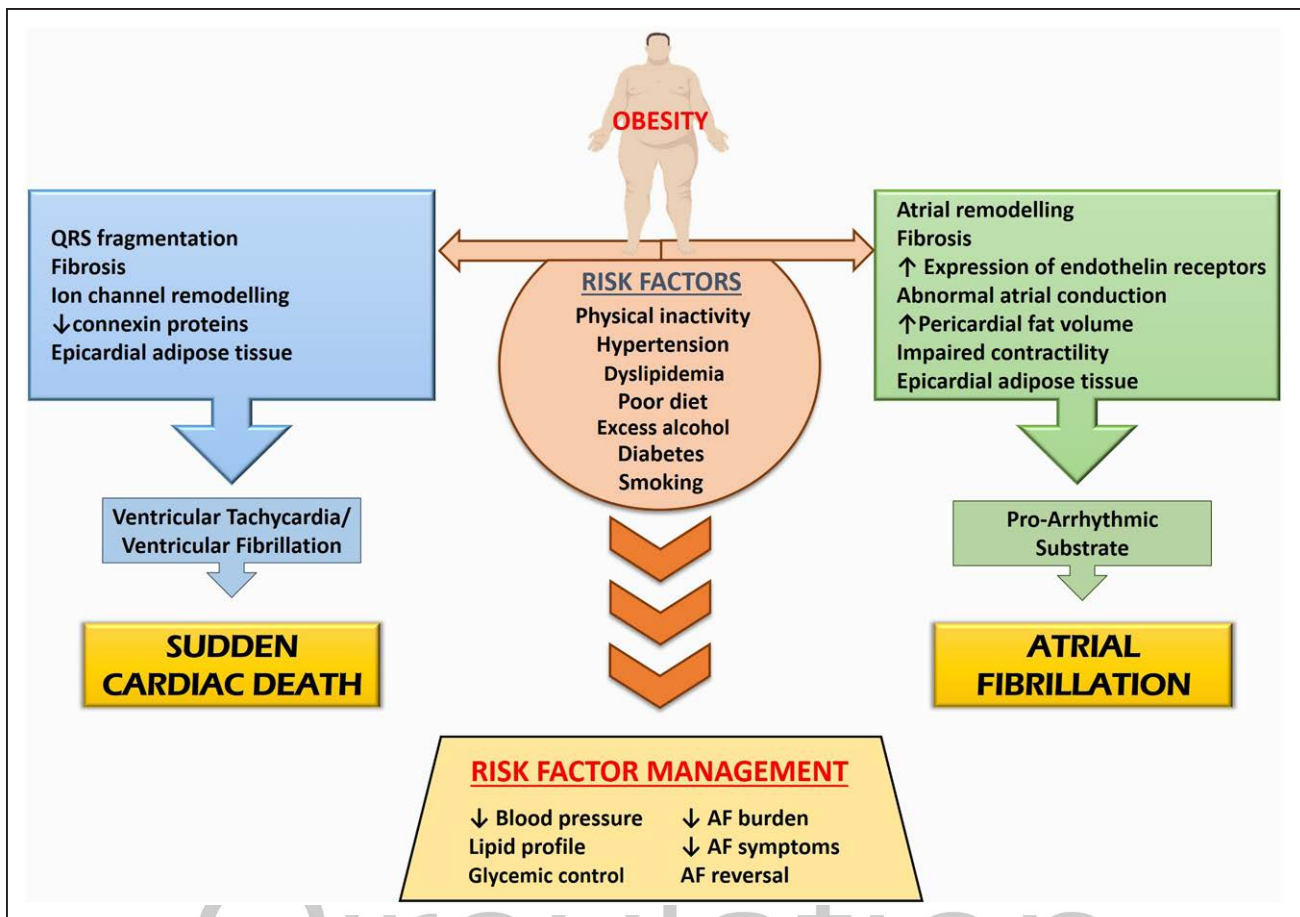 OBESITY
QRS fragmentation
Fibrosis
Ion channel remodelling
↓connexin proteins
Epicardial adipose tissue
Ventricular Tachycardia/
Ventricular Fibrillation
SUDDEN
CARDIAC DEATH
RISK FACTORS
Physical inactivity
Hypertension
Dyslipidemia
Poor diet
Excess alcohol
Diabetes
Smoking
Atrial remodelling
Fibrosis
↑ Expression of endothelin receptors
Abnormal atrial conduction
↑Pericardial fat volume
Impaired contractility
Epicardial adipose tissue
Pro-Arrhythmic
Substrate
ATRIAL
FIBRILLATION
RISK FACTOR MANAGEMENT
↓ Blood pressure
Lipid profile
Glycemic control
↓ AF burden
↓ AF symptoms
AF reversal